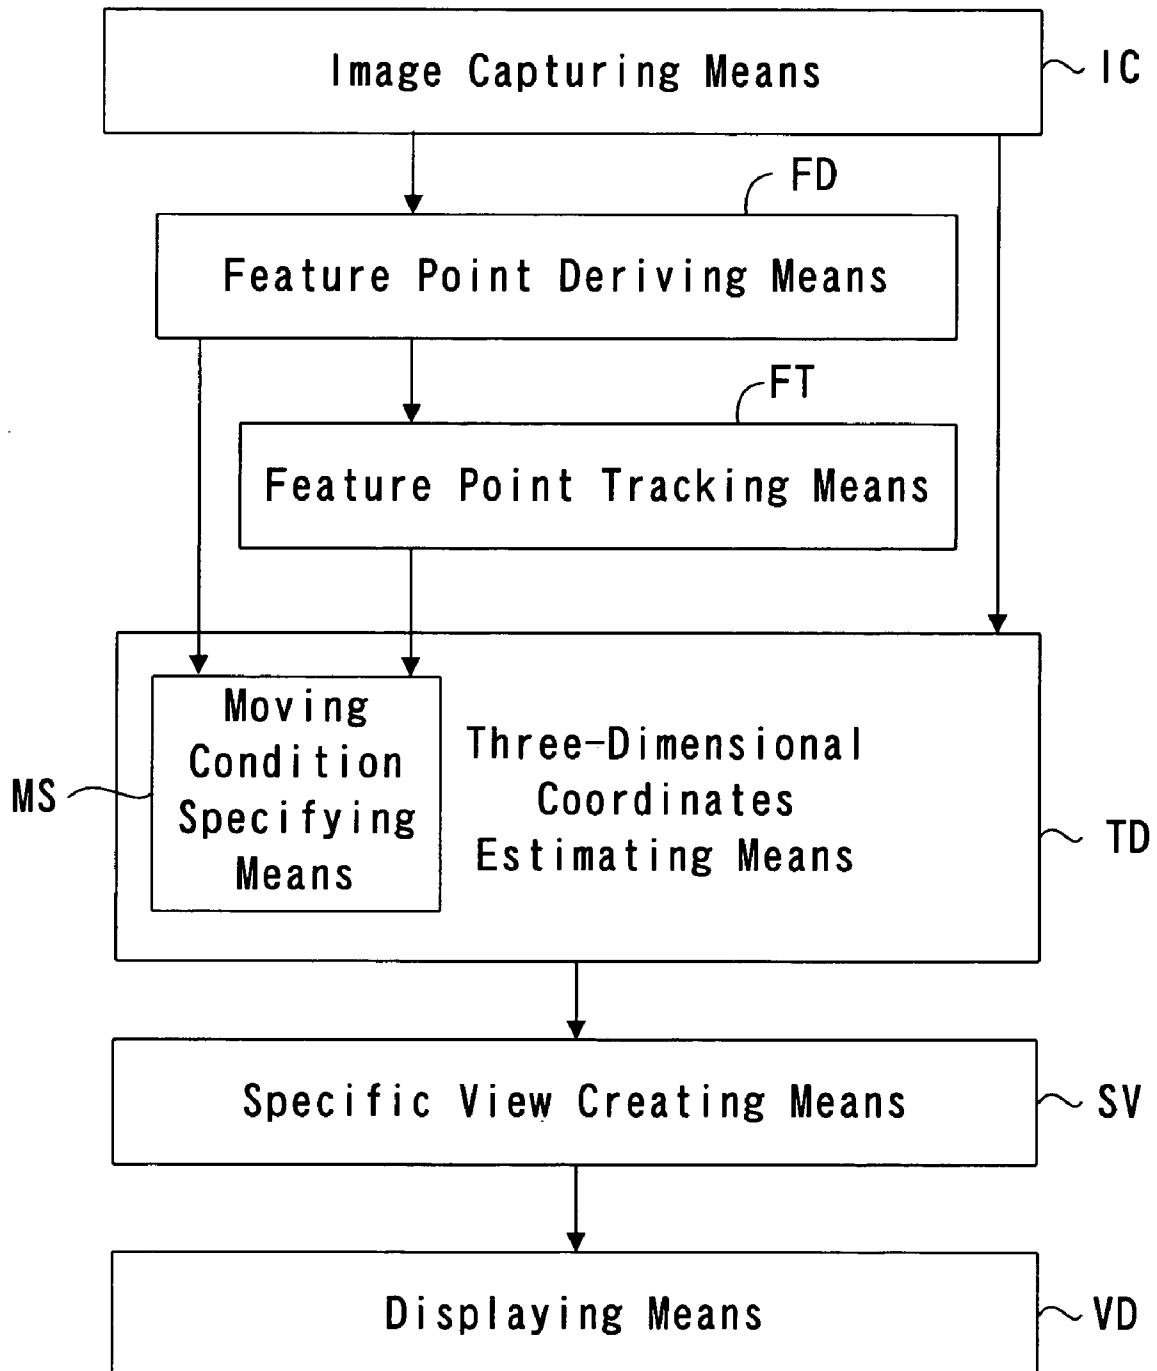 Image Capturing Means
IC
FD
Feature Point Deriving Means
FT
Feature Point Tracking Means
Moving
Condition
Specifying
Means
MS
Three-Dimensional
Coordinates
Estimating Means
TD
Specific View Creating Means
SV
Displaying Means
VD